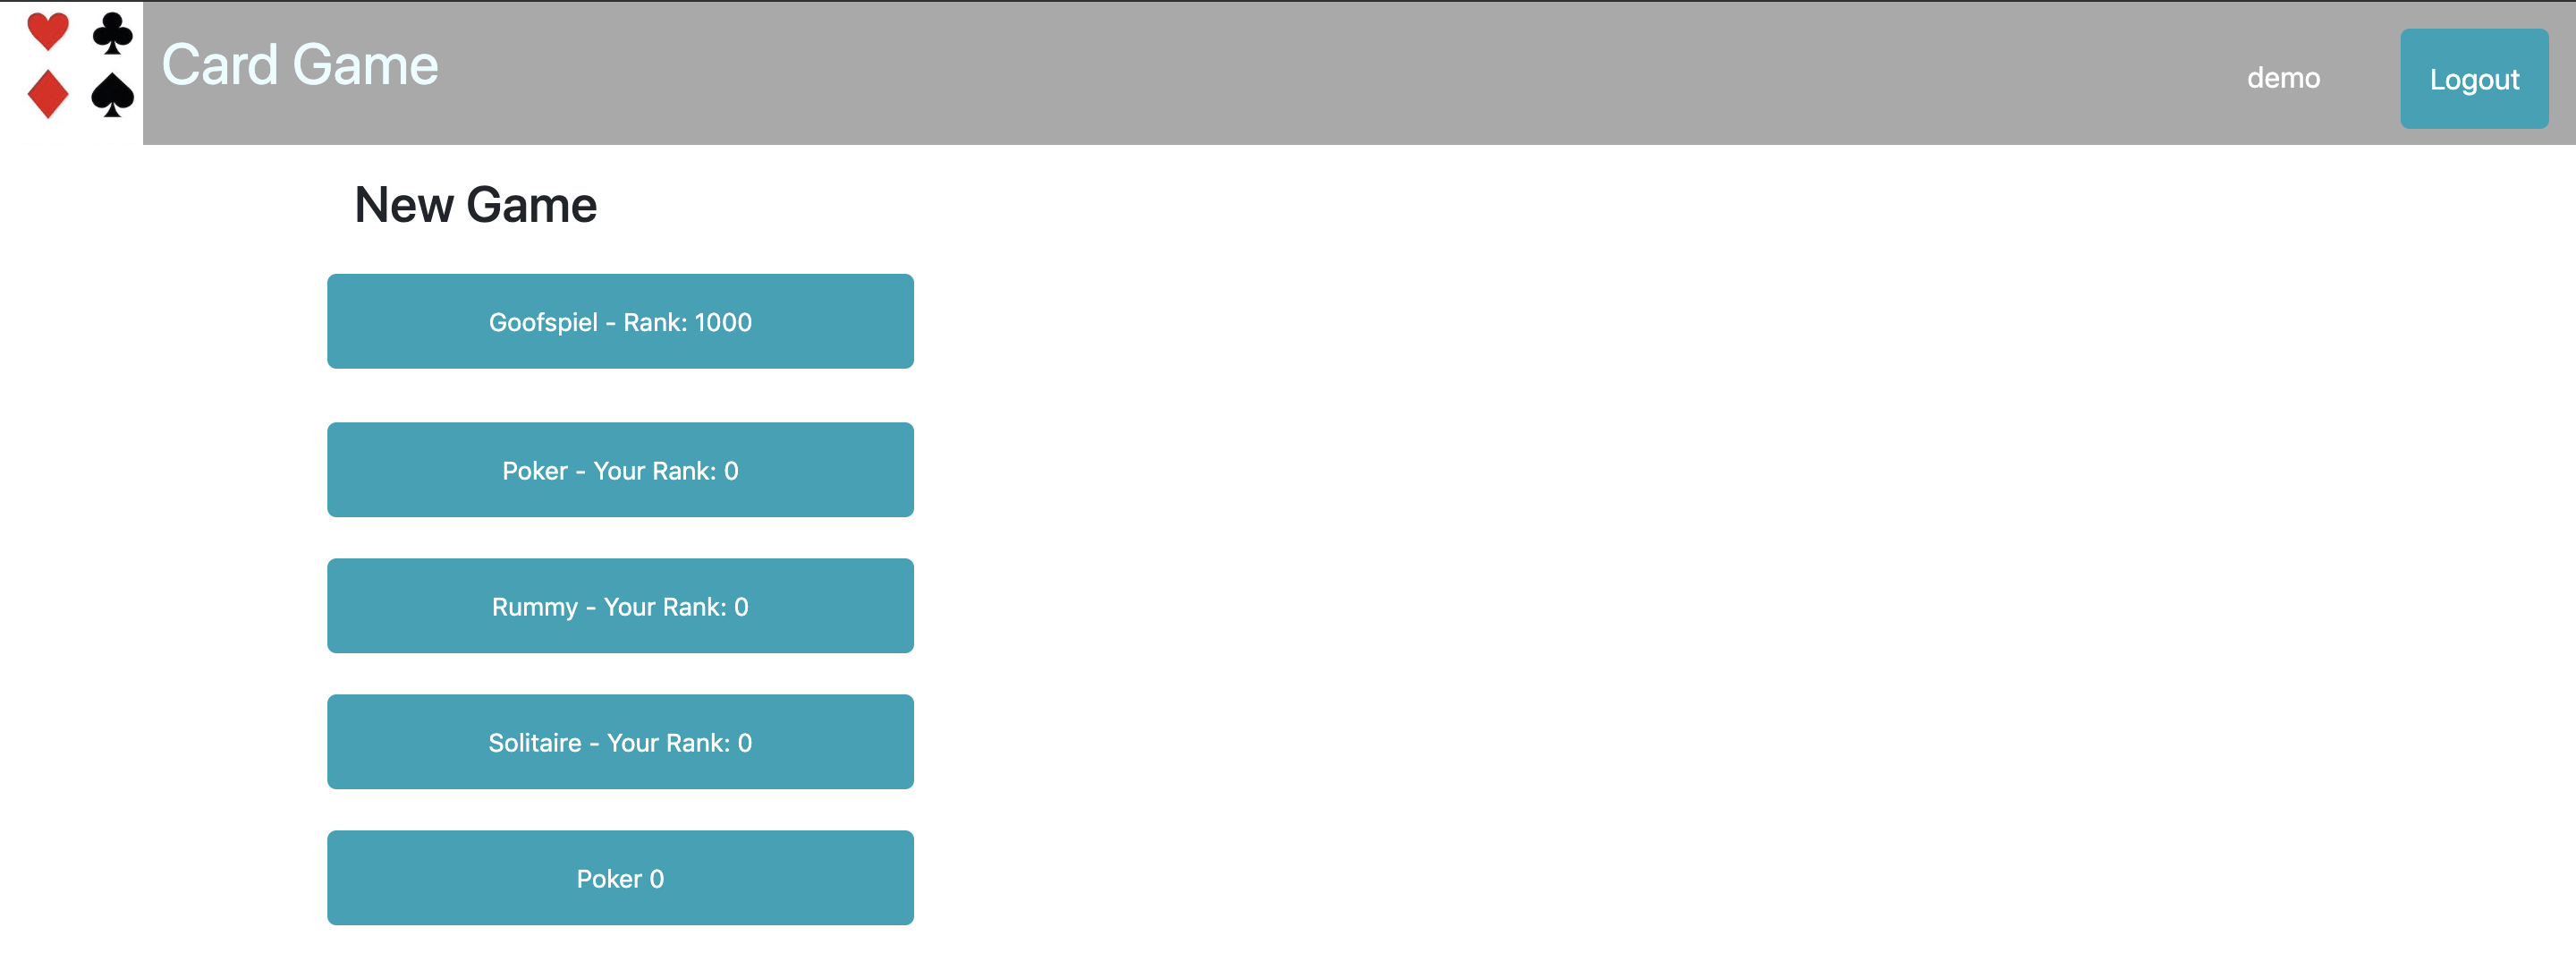 Card Game
demo
Logout
New Game
Goofspiel - Rank: 1000
Poker - Your Rank: 0
Rummy - Your Rank: 0
Solitaire - Your Rank: 0
Poker 0